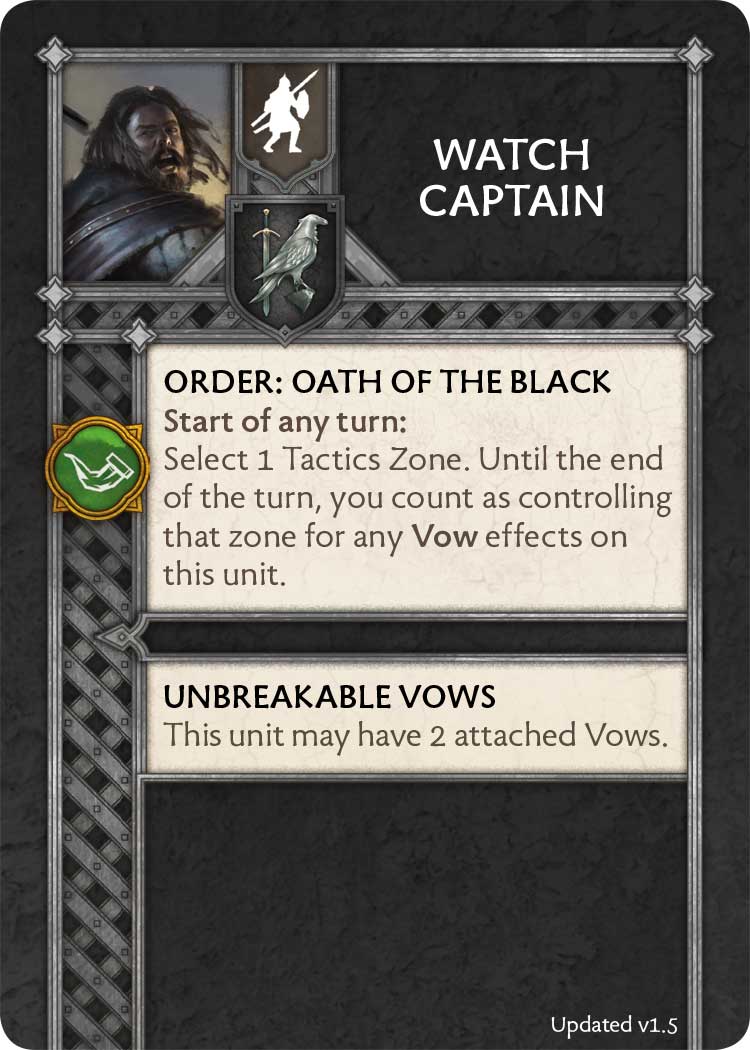 WATCH
CAPTAIN
ORDER: OATH OF THE BLACK
Start of any turn:
Select 1 Tactics Zone. Until the end
of the turn, you count as controlling
that zone for any Vow effects on
this unit.
UNBREAKABLE VOWS
This unit may have 2 attached Vows.
Updated v1.5